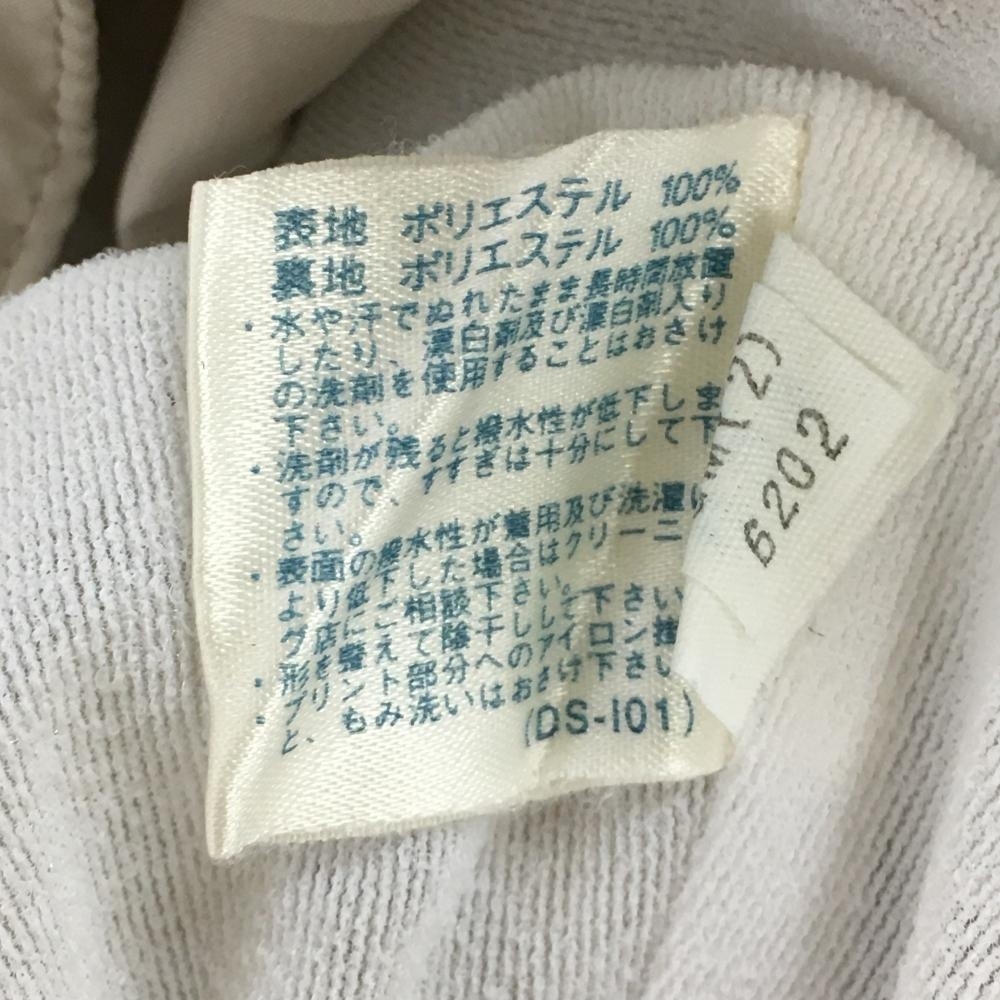 表地 ポリエステル 100%
裏地 ポリエステル 100%
・水や汗で、ぬれたまま長時間放置
したり、漂白剤及び漂白剤入り
の洗剤を使用することはおさけ
下さい。
・洗剤が残ると撥水性が低下しま
すので、すすぎは十分にして下
さい。
・表面の撥水性が着用及び洗濯に
より低下した場合はクリーニ
ング店にご相談下さい。
・形を整えて陰干しして下さい
プリント部分へのアイロン掛
・
と、もみ洗いはおさけ下さい
(DS-I01)
2)
6202